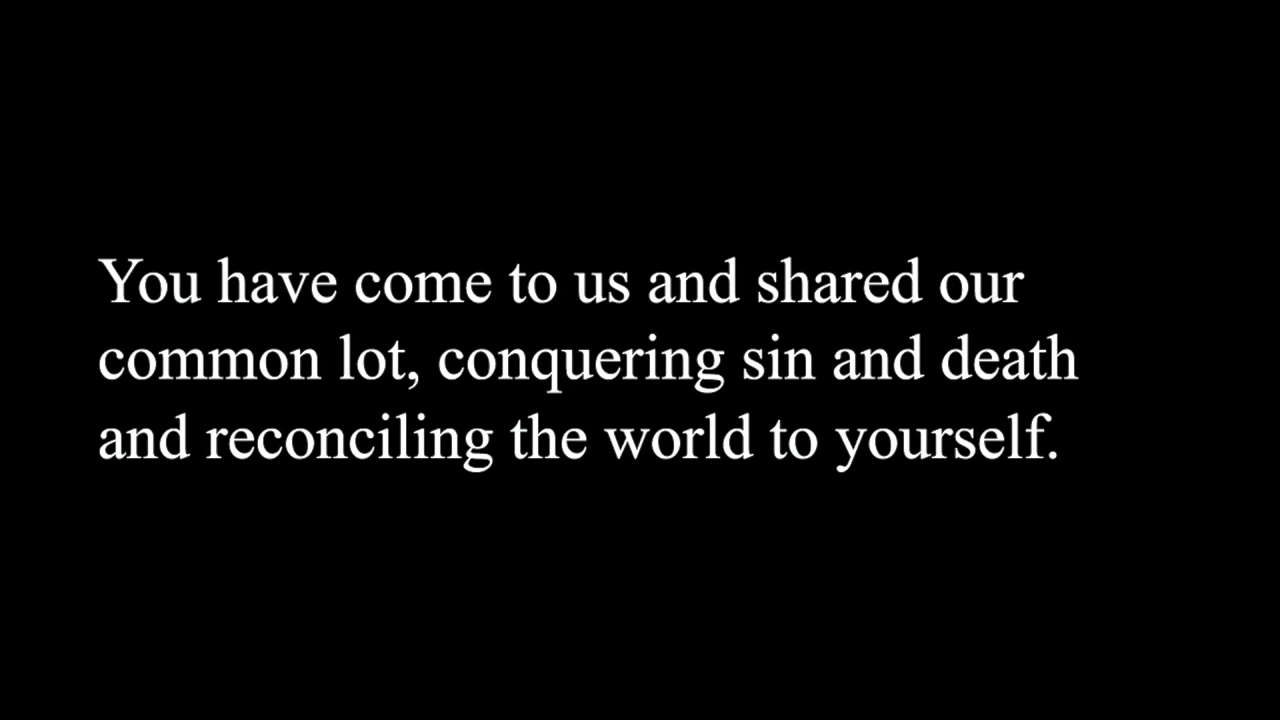 You have come to us and shared our
common lot, conquering sin and death
and reconciling the world to yourself.